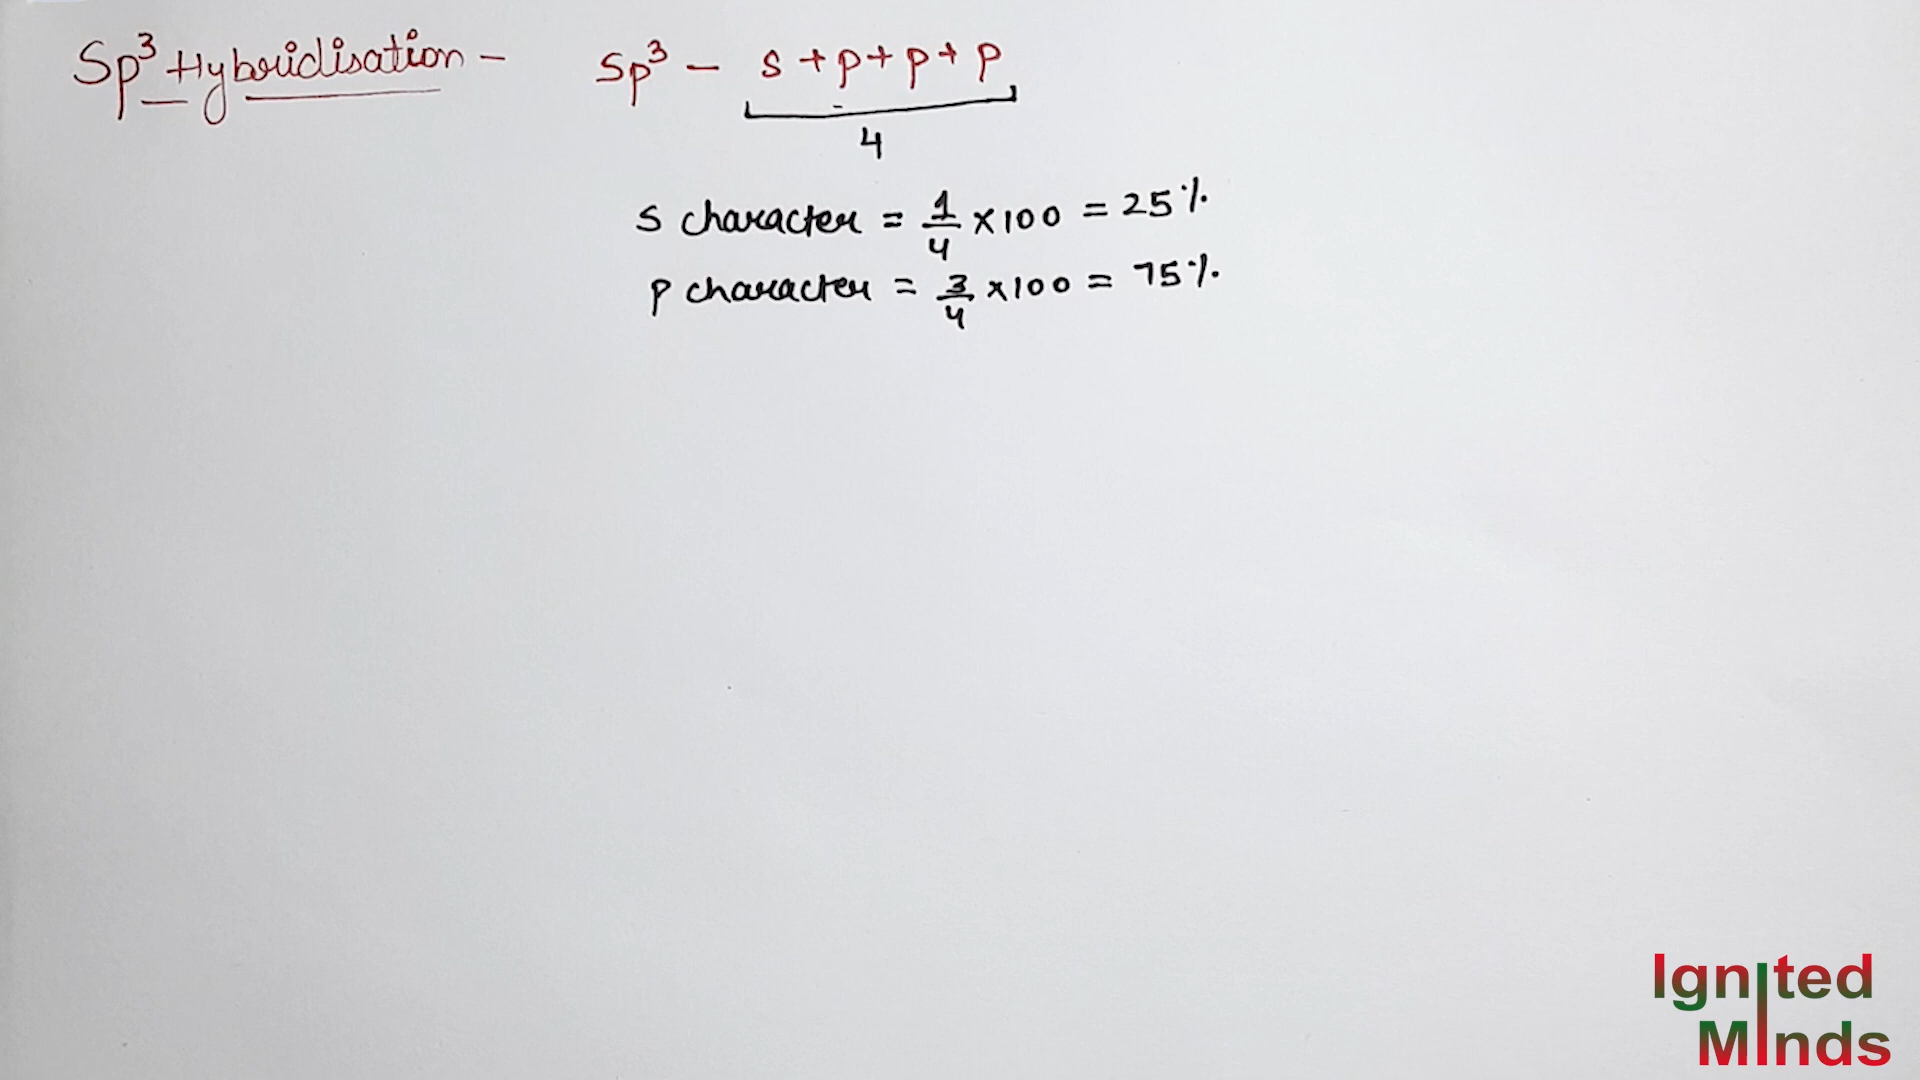 Sp³ Hybridisation - Sp³ - s + p + p + p
4
S character = 1/4 × 100 = 25%
p character = 3/4 × 100 = 75%
Ignited
Minds